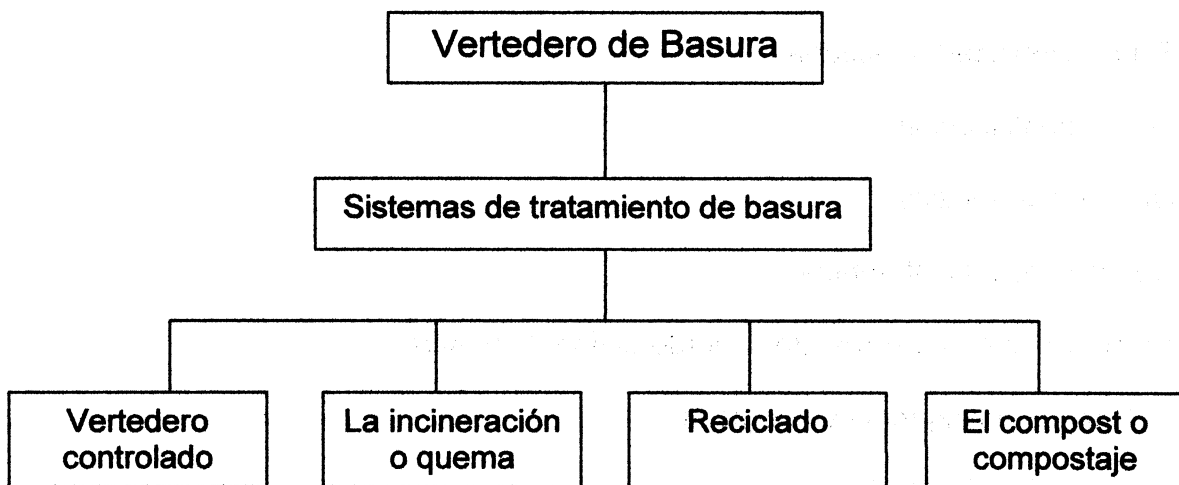 Vertedero de Basura
Sistemas de tratamiento de basura
Vertedero
controlado
La incineración
o quema
Reciclado
El compost o
compostaje